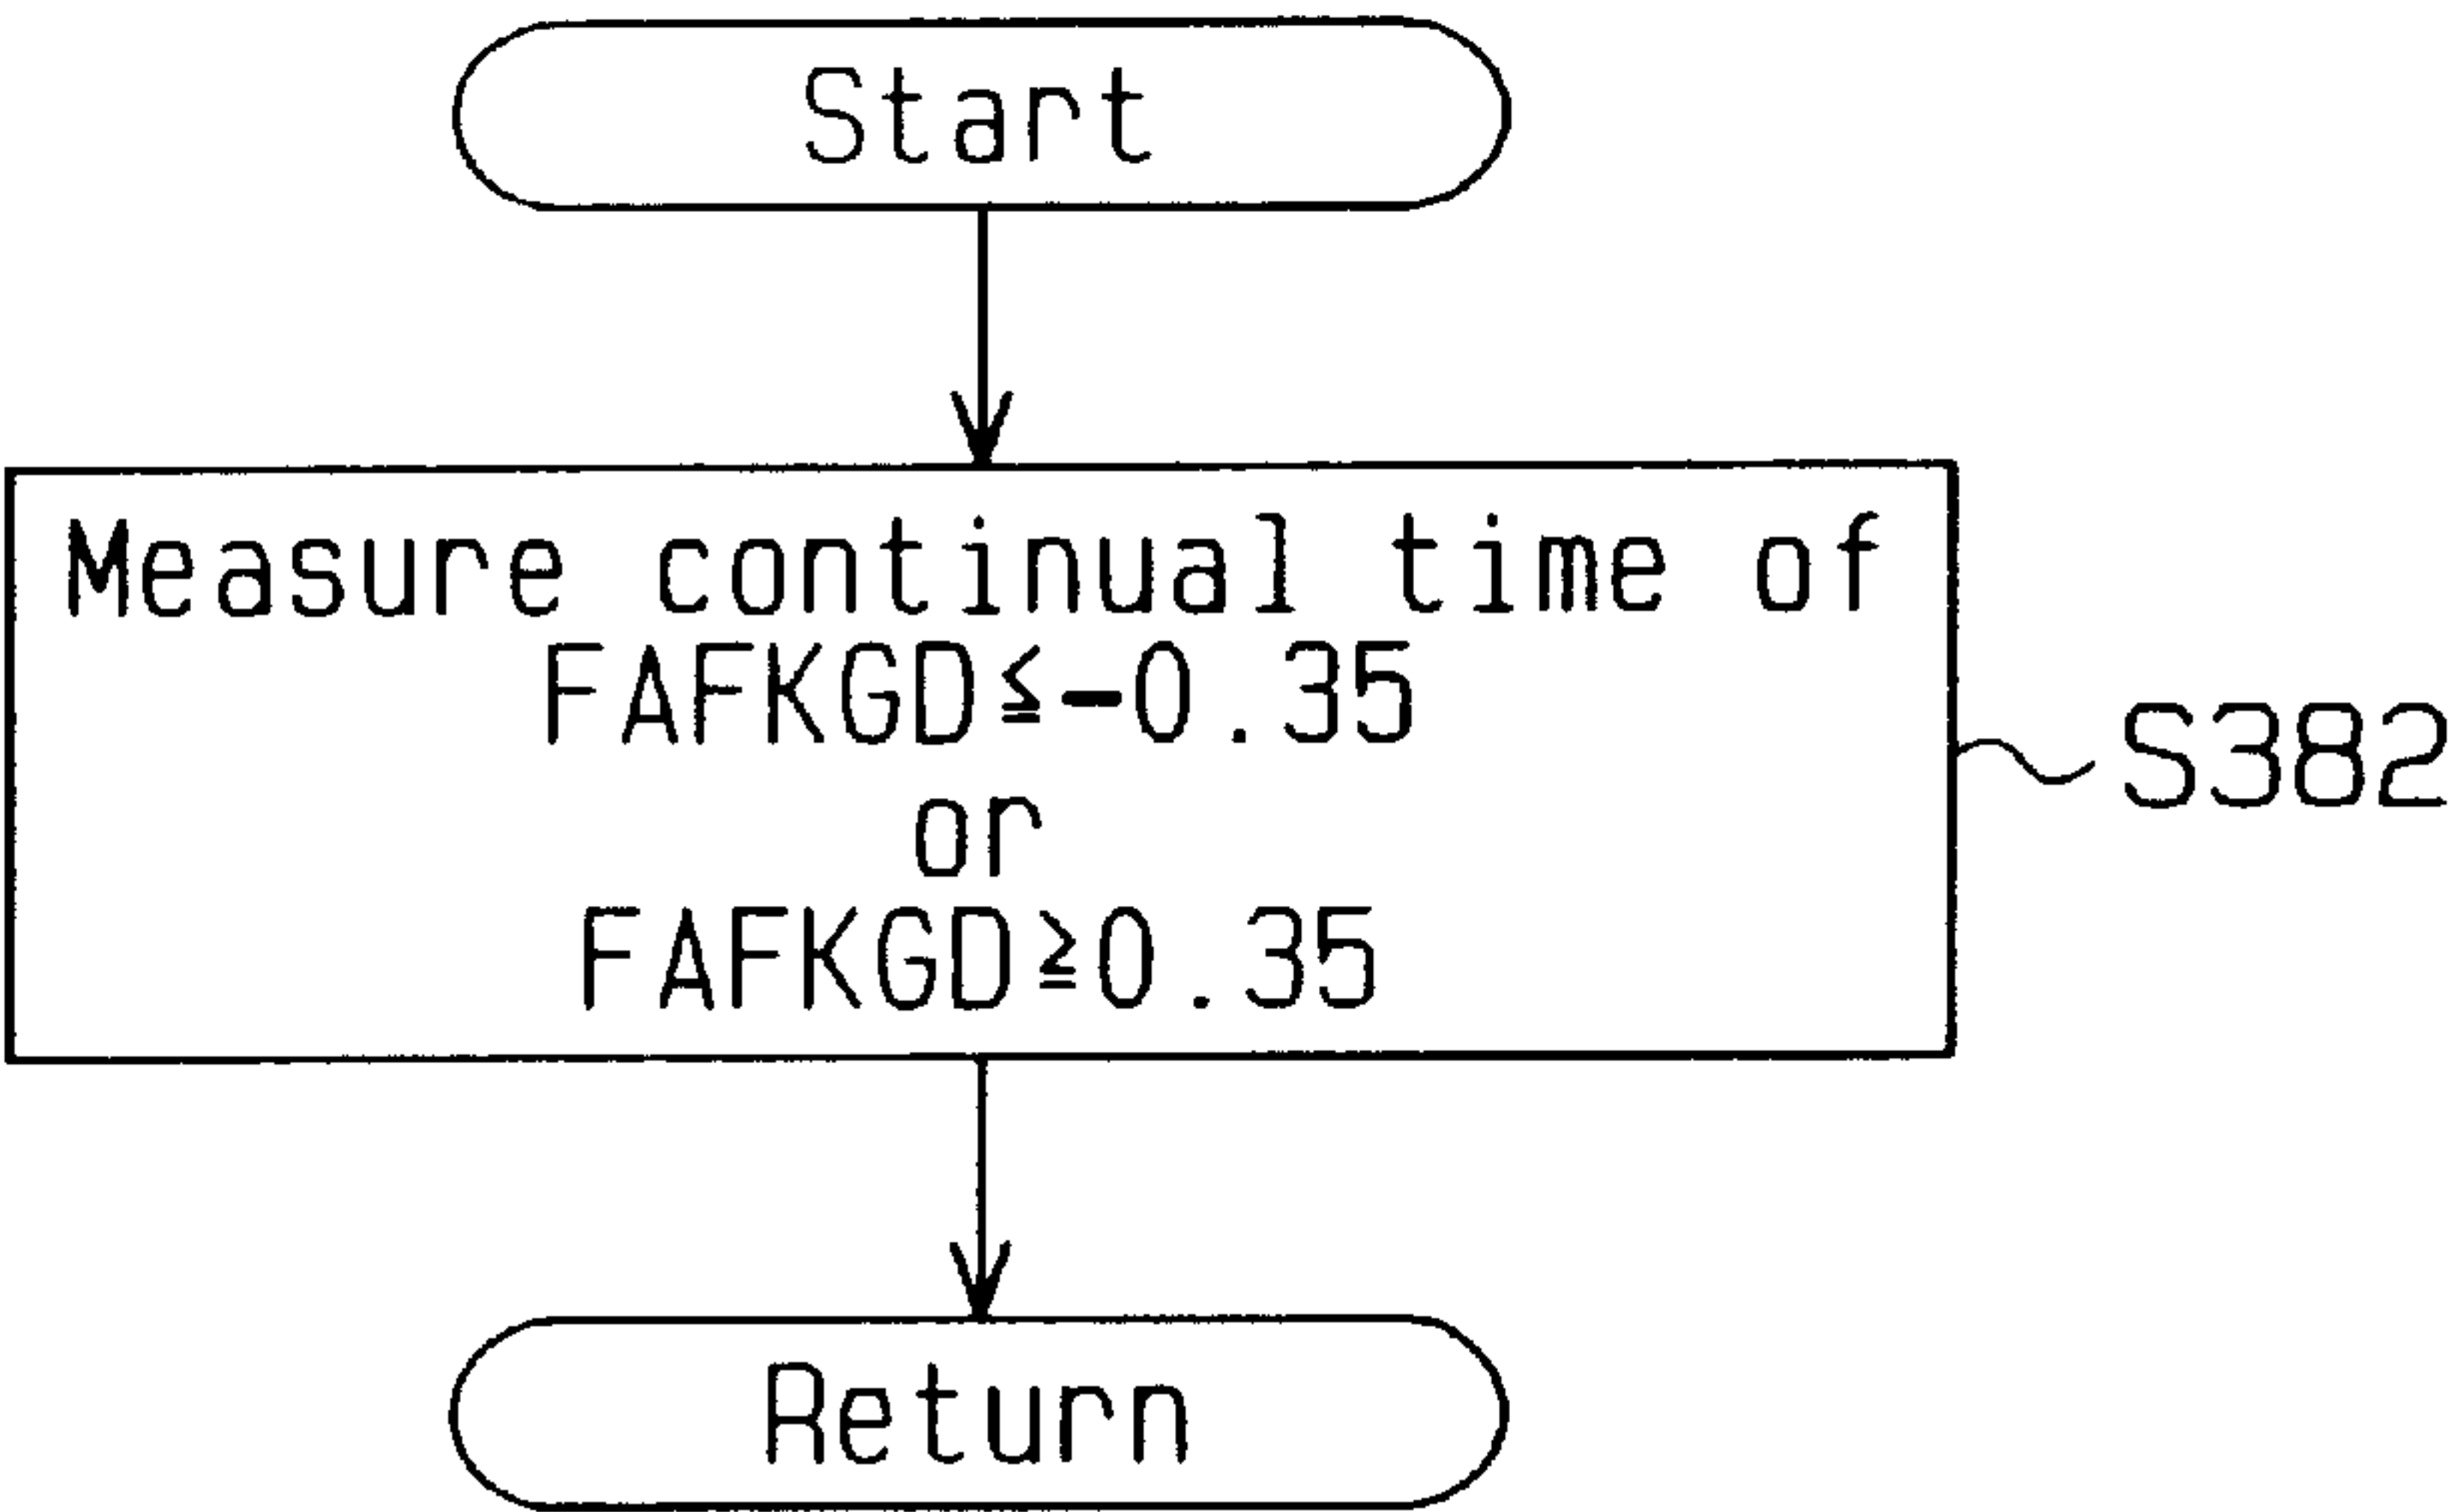 Start
Measure continual time of
FAFKGD≦-0.35
or
FAFKGD≧0.35
S382
Return